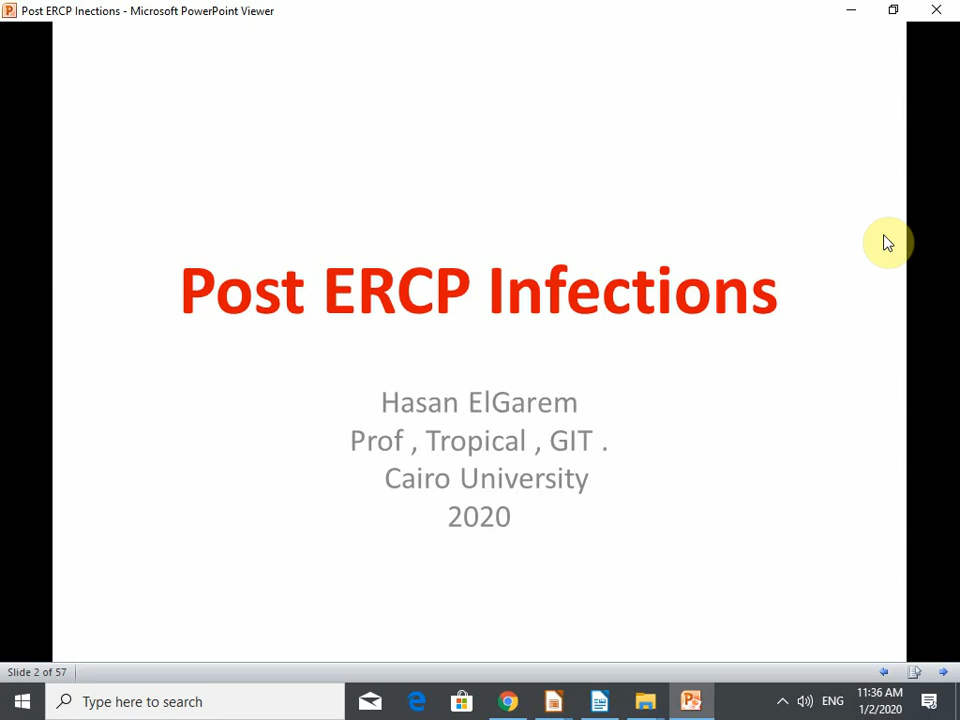 Post ERCP Inections - Microsoft PowerPoint Viewer
Post ERCP Infections
Hasan ElGarem
Prof , Tropical , GIT .
Cairo University
2020
Slide 2 of 57
Type here to search
ENG
11:36 AM
1/2/2020